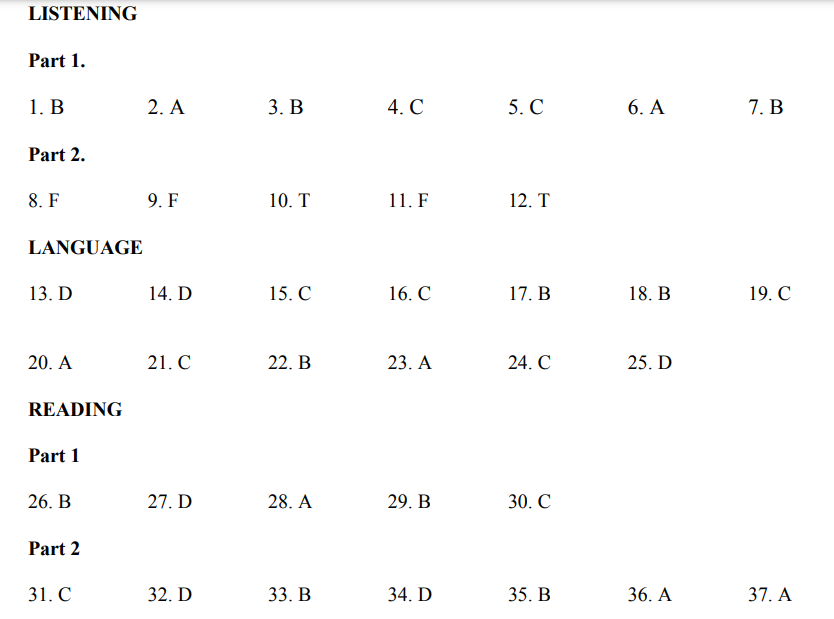 LISTENING
Part 1.
1. B 2. A 3. B 4. C 5. C 6. A 7. B
Part 2.
8. F 9. F 10. T 11. F 12. T
LANGUAGE
13. D 14. D 15. C 16. C 17. B 18. B 19. C
20. A 21. C 22. B 23. A 24. C 25. D
READING
Part 1
26. B 27. D 28. A 29. B 30. C
Part 2
31. C 32. D 33. B 34. D 35. B 36. A 37. A